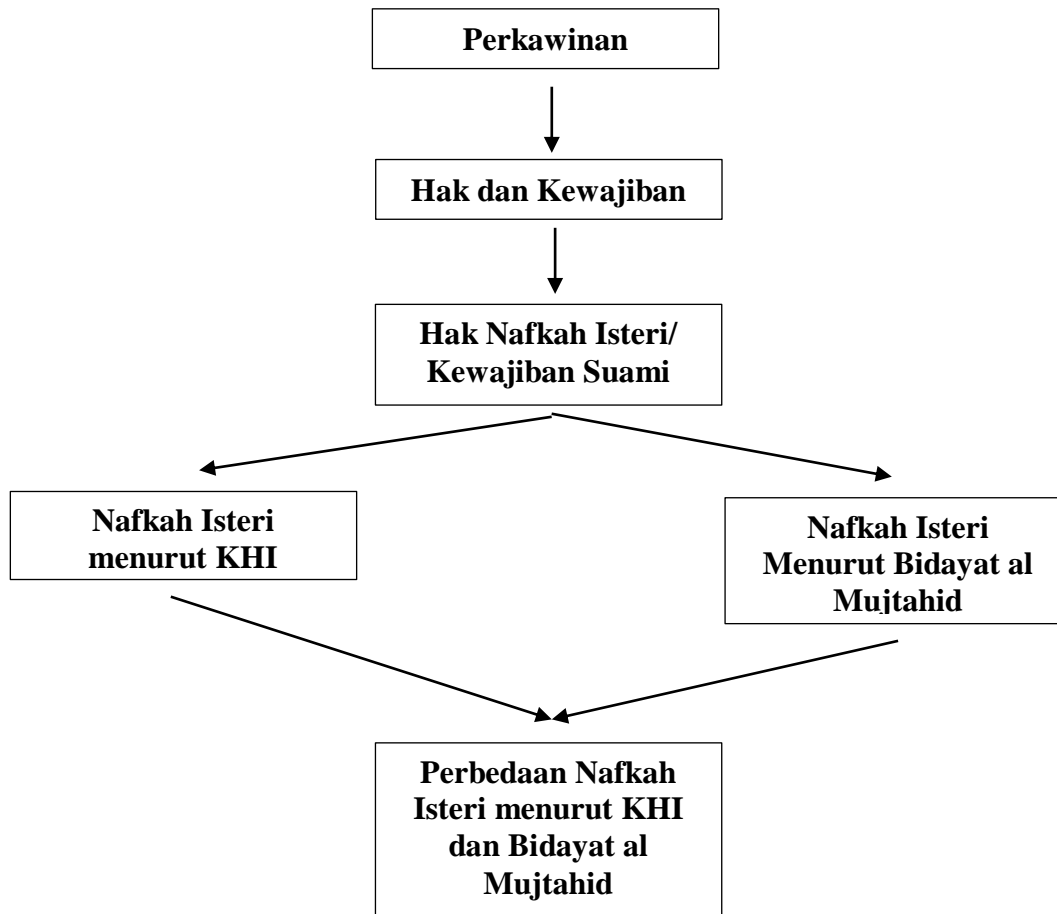 Perkawinan
Hak dan Kewajiban
Hak Nafkah Isteri/
Kewajiban Suami
Nafkah Isteri
menurut KHI
Nafkah Isteri
Menurut Bidayat al
Mujtahid
Perbedaan Nafkah
Isteri menurut KHI
dan Bidayat al
Mujtahid